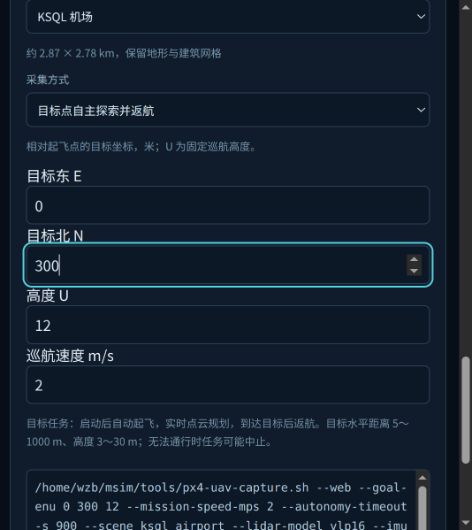 KSQL 机场
约 2.87 × 2.78 km，保留地形与建筑网格
采集方式
目标点自主探索并返航
相对起飞点的目标坐标，米；U 为固定巡航高度。
目标东 E
0
目标北 N
300
高度 U
12
巡航速度 m/s
2
目标任务：启动后自动起飞，实时点云规划，到达目标后返航。目标水平距离 5～
1000 m、高度 3～30 m；无法通行时任务可能中止。
/home/wzb/msim/tools/px4-uav-capture.sh --web --goal-
enu 0 300 12 --mission-speed-mps 2 --autonomy-timeout
-s 900 --scene ksql_airport --lidar-model vlp16 --imu